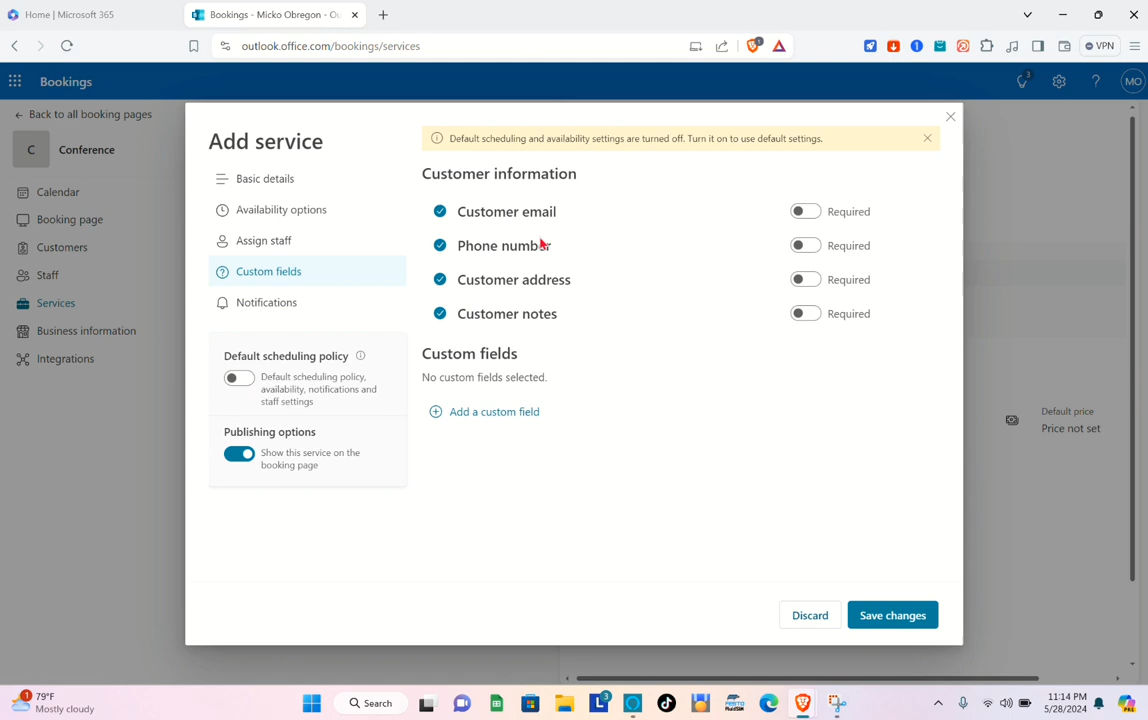 Home | Microsoft 365
Bookings - Micko Obregon - Ou
outlook.office.com/bookings/services
1
1
VPN
Bookings
3
MO
Back to all booking pages
C
Conference
Calendar
Booking page
Customers
Staff
Services
Business information
Integrations
Add service
Basic details
Availability options
Assign staff
Custom fields
Notifications
Default scheduling policy
Default scheduling policy,
availability, notifications and
staff settings
Publishing options
Show this service on the
booking page
Default scheduling and availability settings are turned off. Turn it on to use default settings.
Customer information
Customer email
Required
Phone number
Required
Customer address
Required
Customer notes
Required
Custom fields
No custom fields selected.
Add a custom field
Discard
Save changes
Default price
Price not set
1
79°F
Mostly cloudy
Search
L
3
11:14 PM
5/28/2024
PRE